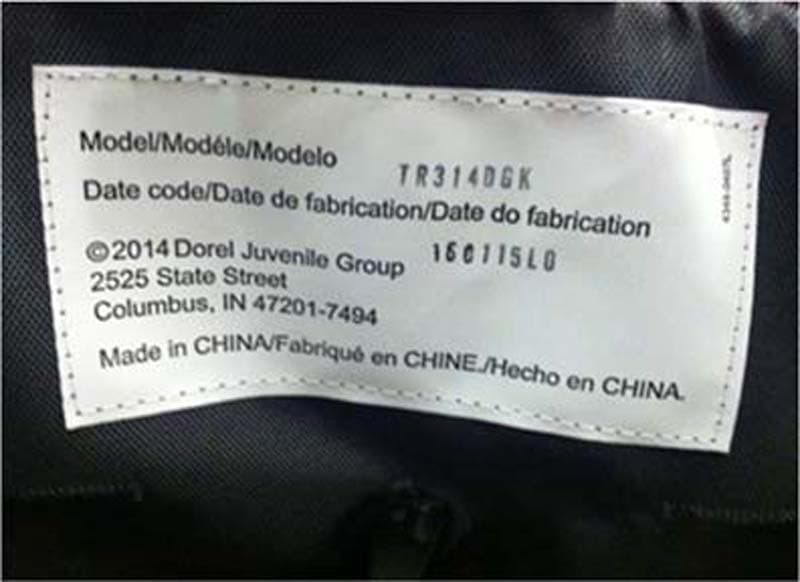 Model/Modéle/Modelo TR314DGK
Date code/Date de fabrication/Date do fabrication
©2014 Dorel Juvenile Group 160115LO
2525 State Street
Columbus, IN 47201-7494
Made in CHINA/Fabriqué en CHINE./Hecho en CHINA.